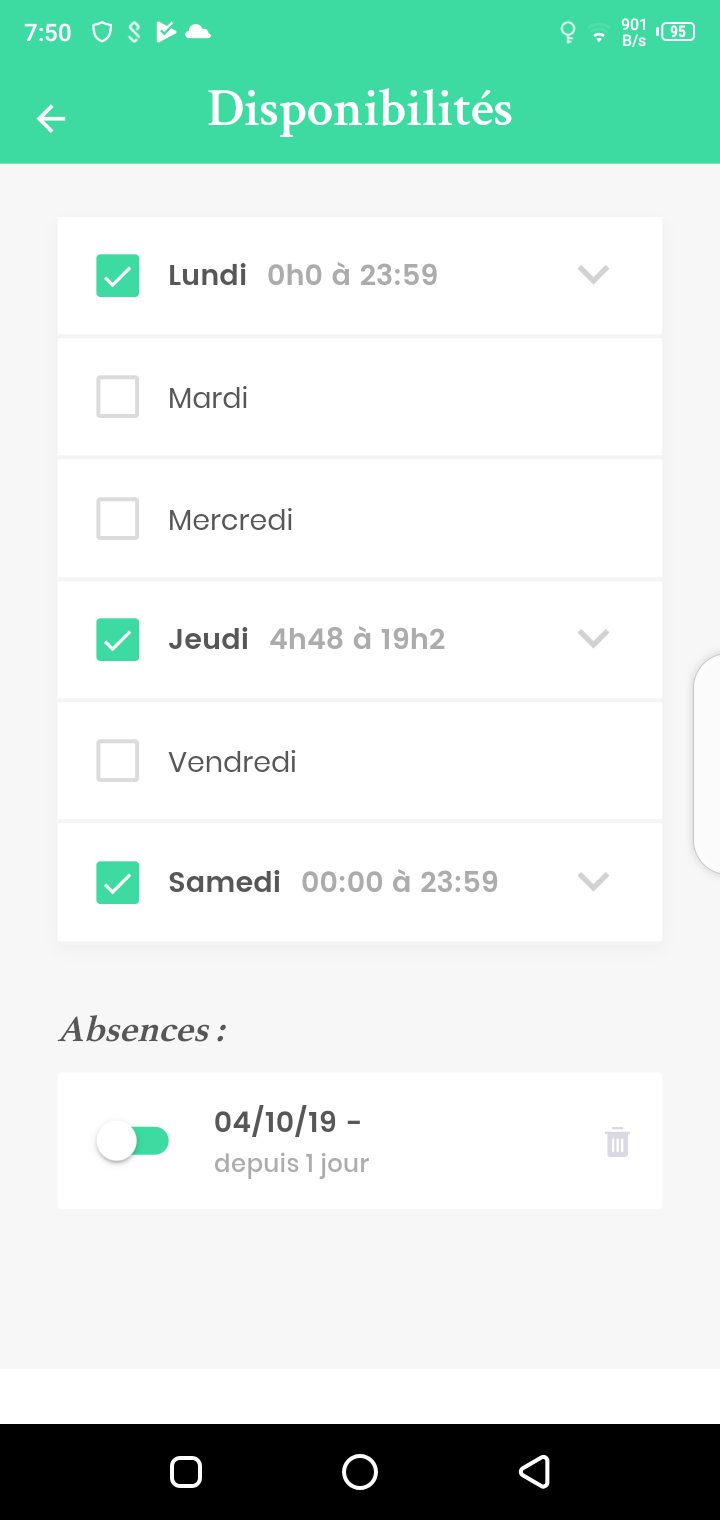 7:50 901 B/s 95
Disponibilités
Lundi 0h0 à 23:59
Mardi
Mercredi
Jeudi 4h48 à 19h2
Vendredi
Samedi 00:00 à 23:59
Absences :
04/10/19 -
depuis 1 jour